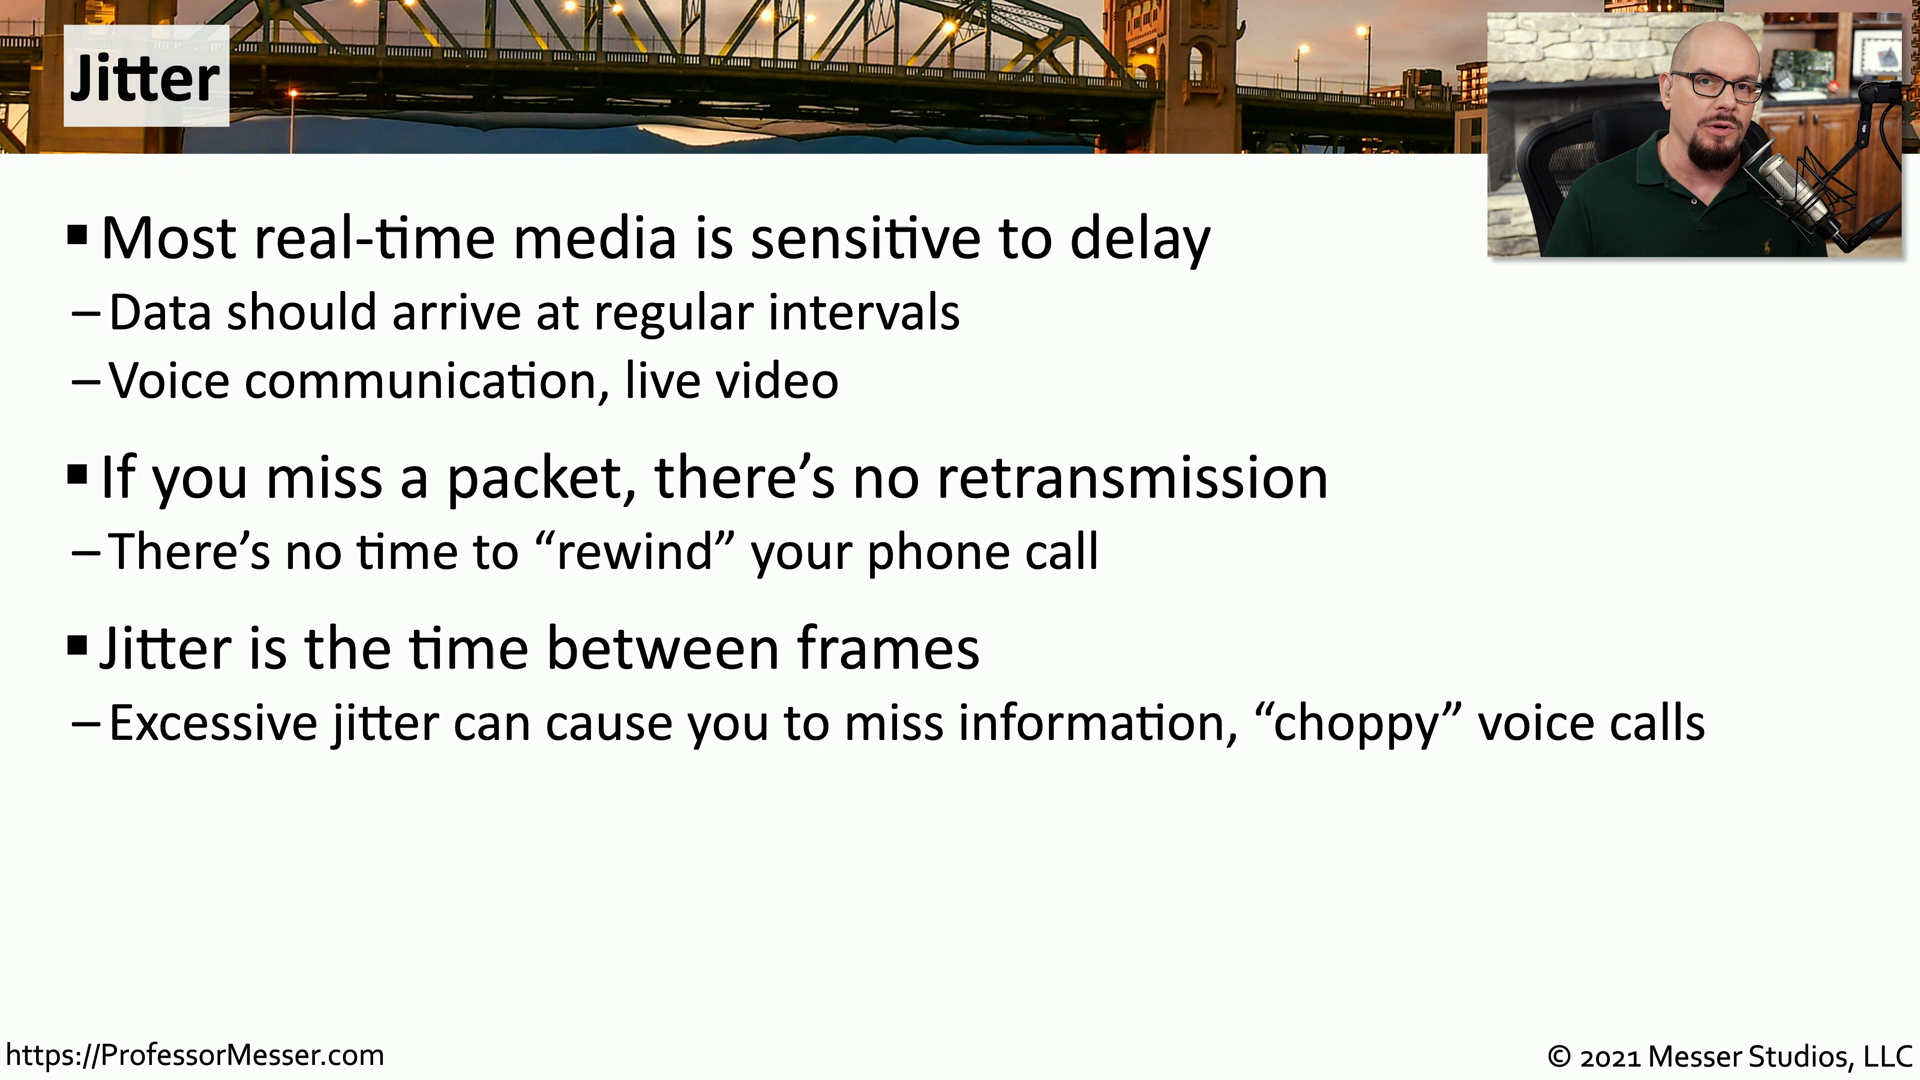 Jitter
▪ Most real-time media is sensitive to delay
– Data should arrive at regular intervals
– Voice communication, live video
▪ If you miss a packet, there’s no retransmission
– There’s no time to “rewind” your phone call
▪ Jitter is the time between frames
– Excessive jitter can cause you to miss information, “choppy” voice calls
https://ProfessorMesser.com
© 2021 Messer Studios, LLC